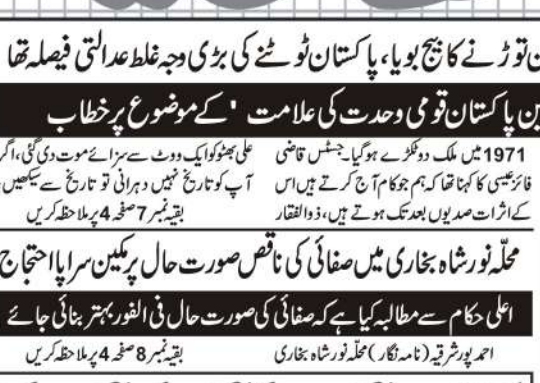 توڑنے کا بیج بویا، پاکستان ٹوٹنے کی بڑی وجہ غلط عدالتی فیصلہ تھا
پاکستان قومی وحدت کی علامت ' کے موضوع پر خطاب
1971 میں ملک دو ٹکڑے ہوگیا۔ جسٹس قاضی
فائز عیسیٰ کا کہنا تھا کہ ہم جو کام آج کرتے ہیں اس
کے اثرات صدیوں بعد تک ہوتے ہیں، ذوالفقار
علی بھٹو کو ایک ووٹ سے سزائے موت دی گئی، اگر
آپ کو تاریخ نہیں دہرانی تو تاریخ سے سیکھیں،
بقیہ نمبر 7 صفحہ 4 پر ملاحظہ کریں
محلّہ نور شاہ بخاری میں صفائی کی ناقص صورت حال پر مکین سراپا احتجاج
اعلیٰ حکام سے مطالبہ کیا ہے کہ صفائی کی صورت حال فی الفور بہتر بنائی جائے
احمد پور شرقیہ (نامہ نگار) محلّہ نور شاہ بخاری
بقیہ نمبر 8 صفحہ 4 پر ملاحظہ کریں